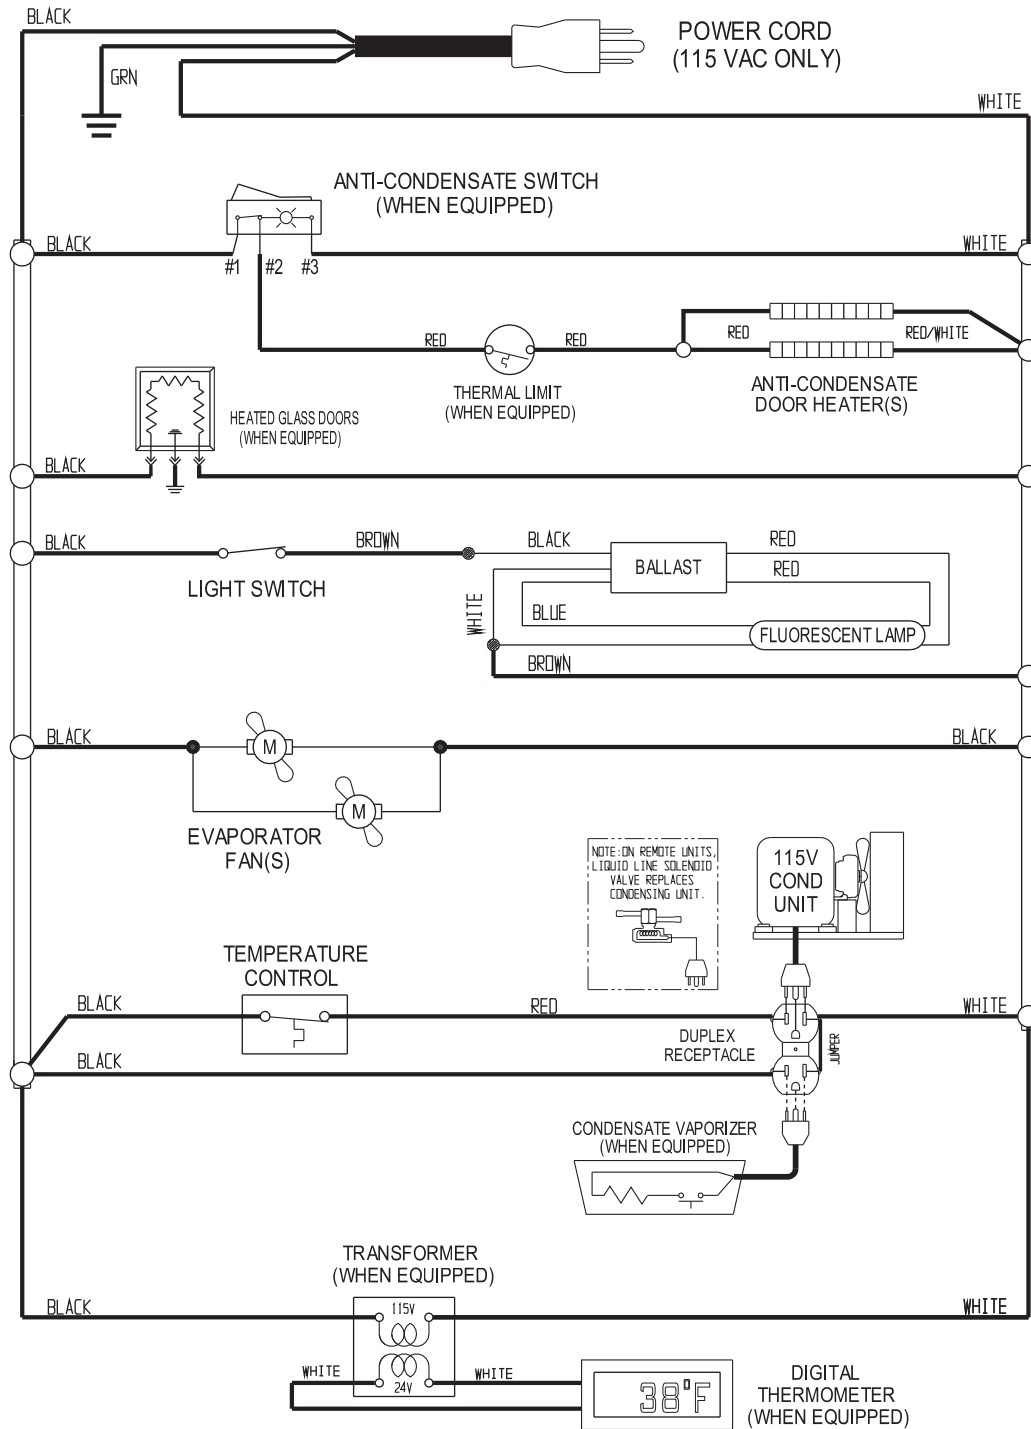 BLACK
POWER CORD
(115 VAC ONLY)
GRN
WHITE
ANTI-CONDENSATE SWITCH
(WHEN EQUIPPED)
BLACK
WHITE
#1 #2 #3
RED
RED
RED
RED/WHITE
THERMAL LIMIT
(WHEN EQUIPPED)
ANTI-CONDENSATE
DOOR HEATER(S)
HEATED GLASS DOORS
(WHEN EQUIPPED)
BLACK
BLACK
BROWN
BLACK
BALLAST
RED
RED
LIGHT SWITCH
WHITE
BLUE
FLUORESCENT LAMP
BROWN
BLACK
M
BLACK
M
EVAPORATOR
FAN(S)
NOTE:ON REMOTE UNITS,
LIQUID LINE SOLENOID
VALVE REPLACES
CONDENSING UNIT.
115V
COND
UNIT
TEMPERATURE
CONTROL
BLACK
RED
WHITE
DUPLEX
RECEPTACLE
JUMPER
BLACK
CONDENSATE VAPORIZER
(WHEN EQUIPPED)
TRANSFORMER
(WHEN EQUIPPED)
BLACK
115V
WHITE
WHITE
24V
WHITE
38°F
DIGITAL
THERMOMETER
(WHEN EQUIPPED)